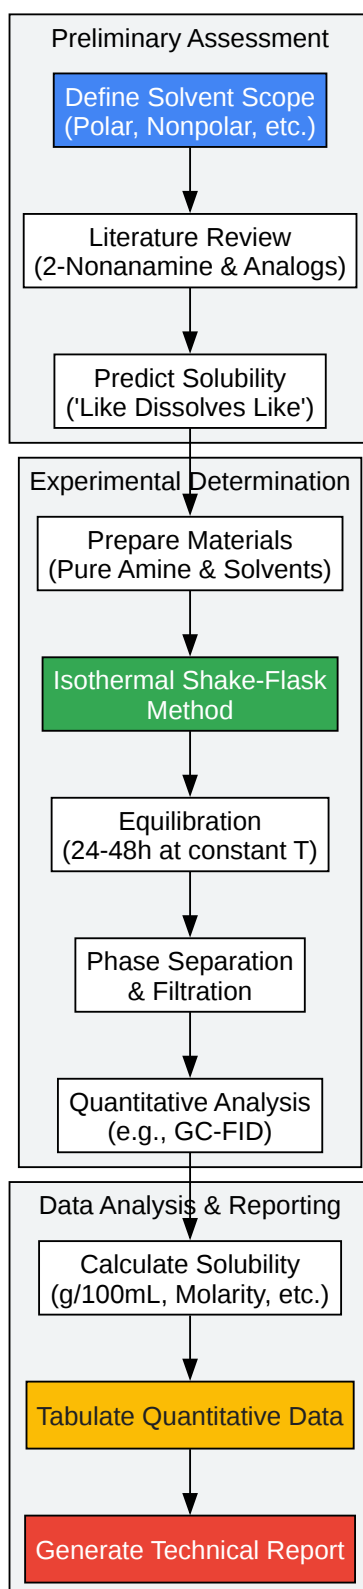 Preliminary Assessment
Define Solvent Scope
(Polar, Nonpolar, etc.)
Literature Review
(2-Nonanamine & Analogs)
Predict Solubility
('Like Dissolves Like')
Experimental Determination
Prepare Materials
(Pure Amine & Solvents)
Isothermal Shake-Flask
Method
Equilibration
(24-48h at constant T)
Phase Separation
& Filtration
Quantitative Analysis
(e.g., GC-FID)
Data Analysis & Reporting
Calculate Solubility
(g/100mL, Molarity, etc.)
Tabulate Quantitative Data
Generate Technical Report